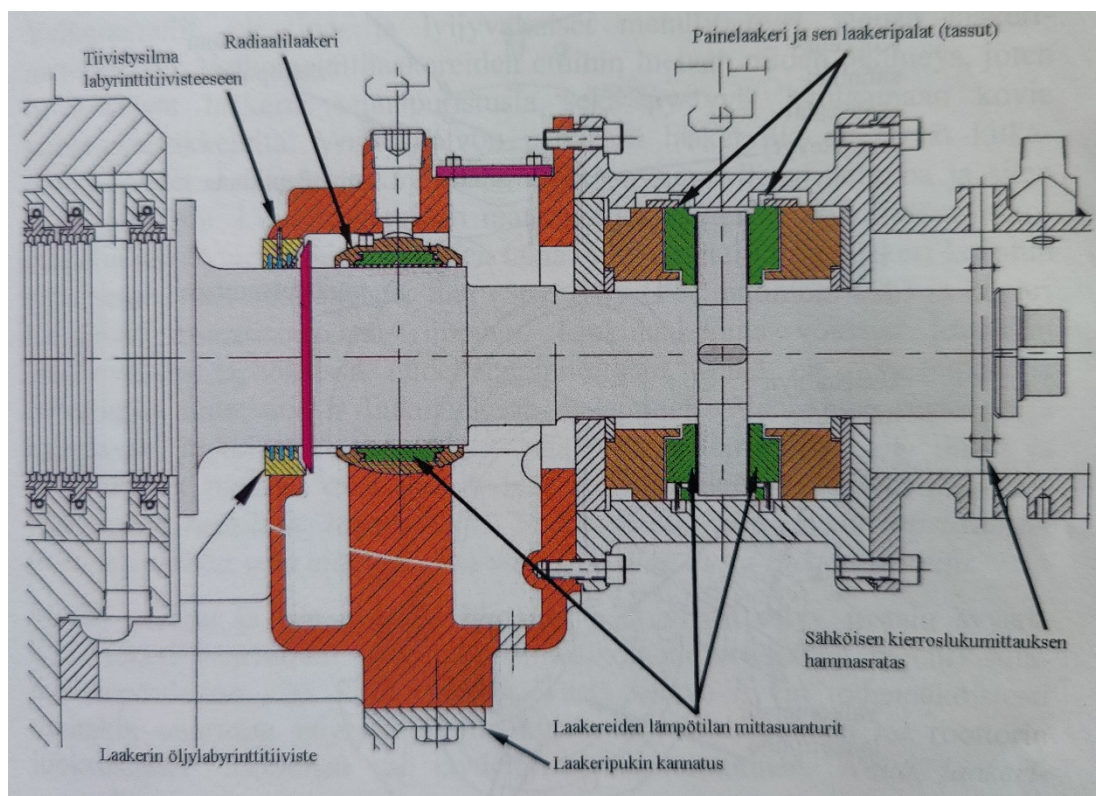 Tiivistysilma
labyrinttitiivisteeseen
Radiaalilaakeri
Painelaakeri ja sen laakeripalat (tassut)
Sähköisen kierroslukumittauksen
hammasratas
Laakereiden lämpötilan mittasuanturit
Laakerin öljylabyrinttitiiviste
Laakeripukin kannatus